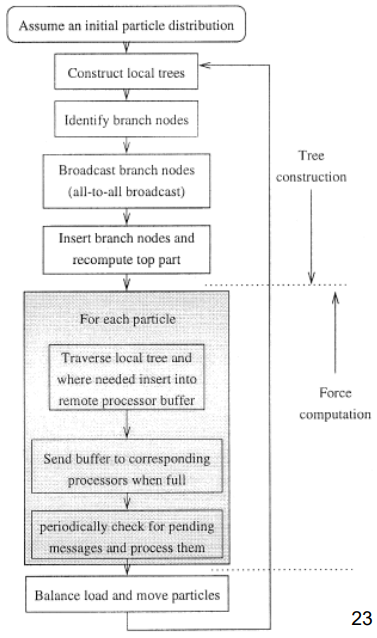 Assume an initial particle distribution
Construct local trees
Identify branch nodes
Broadcast branch nodes
(all-to-all broadcast)
Insert branch nodes and
recompute top part
Tree
construction
For each particle
Traverse local tree and
where needed insert into
remote processor buffer
Send buffer to corresponding
processors when full
periodically check for pending
messages and process them
Force
computation
Balance load and move particles
23